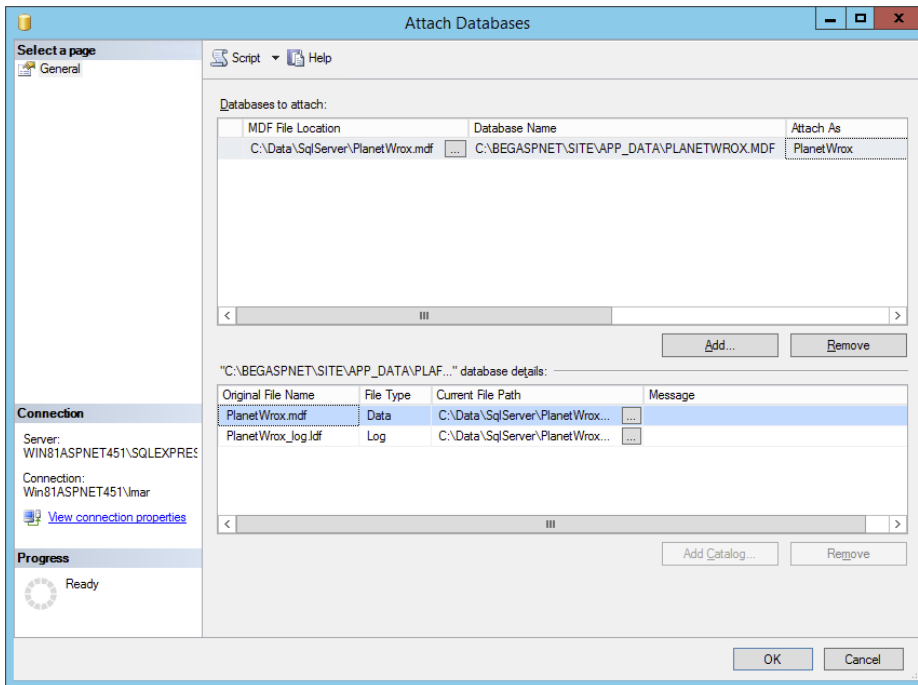 Attach Databases
Select a page
General
Script Help
Databases to attach:
MDF File Location Database Name Attach As
C:\Data\SqlServer\PlanetWrox.mdf ... C:\BEGASPNET\SITE\APP_DATA\PLANETWROX.MDF PlanetWrox
Add... Remove
"C:\BEGASPNET\SITE\APP_DATA\PLAF..." database details:
Original File Name File Type Current File Path Message
PlanetWrox.mdf Data C:\Data\SqlServer\PlanetWrox... ...
PlanetWrox_log.ldf Log C:\Data\SqlServer\PlanetWrox... ...
Add Catalog... Remove
Connection
Server:
WIN81ASPNET451\SQLEXPRES
Connection:
Win81ASPNET451\Imar
View connection properties
Progress
Ready
OK Cancel